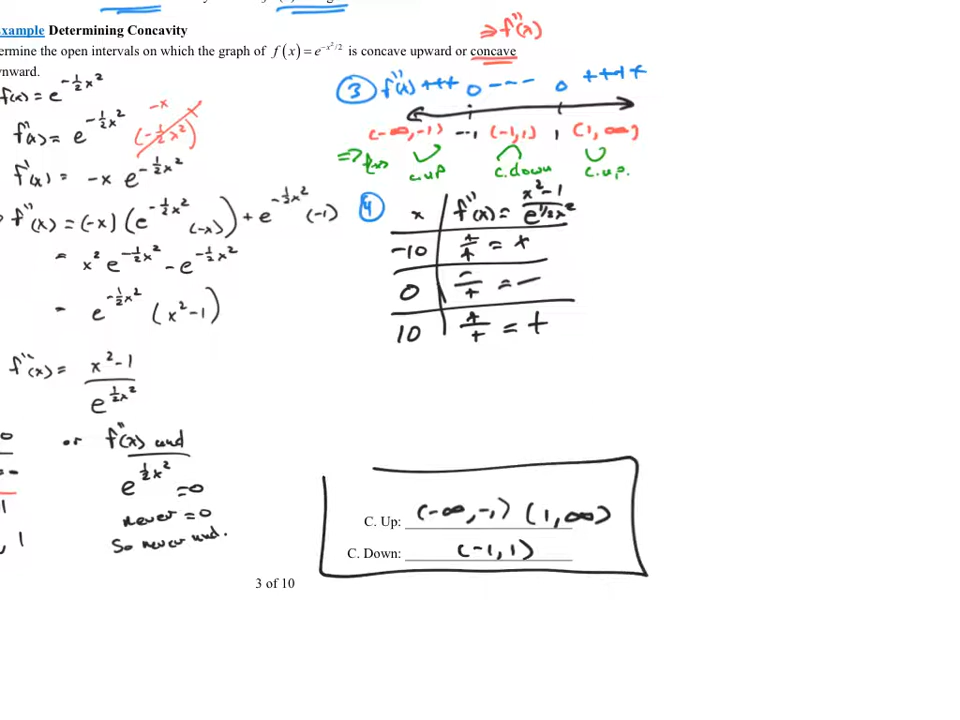 xample Determining Concavity
⇒ f''(x)
ermine the open intervals on which the graph of f(x) = e^{-x²/2} is concave upward or concave
nward.
f(x) = e^{-½x²}
f'(x) = e^{-½x²} (-½x²)' -x
f'(x) = -x e^{-½x²}
f''(x) = (-x)(e^{-½x²} (-x)) + e^{-½x²} (-1)
= x² e^{-½x²} - e^{-½x²}
= e^{-½x²} (x²-1)
f''(x) = x²-1 / e^{½x²}
0 or f''(x) und
e^{½x²} = 0
never = 0
So never und.
1
, 1
③ f''(x) +++ 0 --- 0 ++++
(-∞,-1) -1 (-1,1) 1 (1,∞)
⇒ f(x) c.up c.down c.up.
④ x f''(x) = x²-1 / e^{1/2x²}
-10 +/+ = +
0 -/+ = -
10 +/+ = +
C. Up: (-∞,-1) (1,∞)
C. Down: (-1,1)
3 of 10